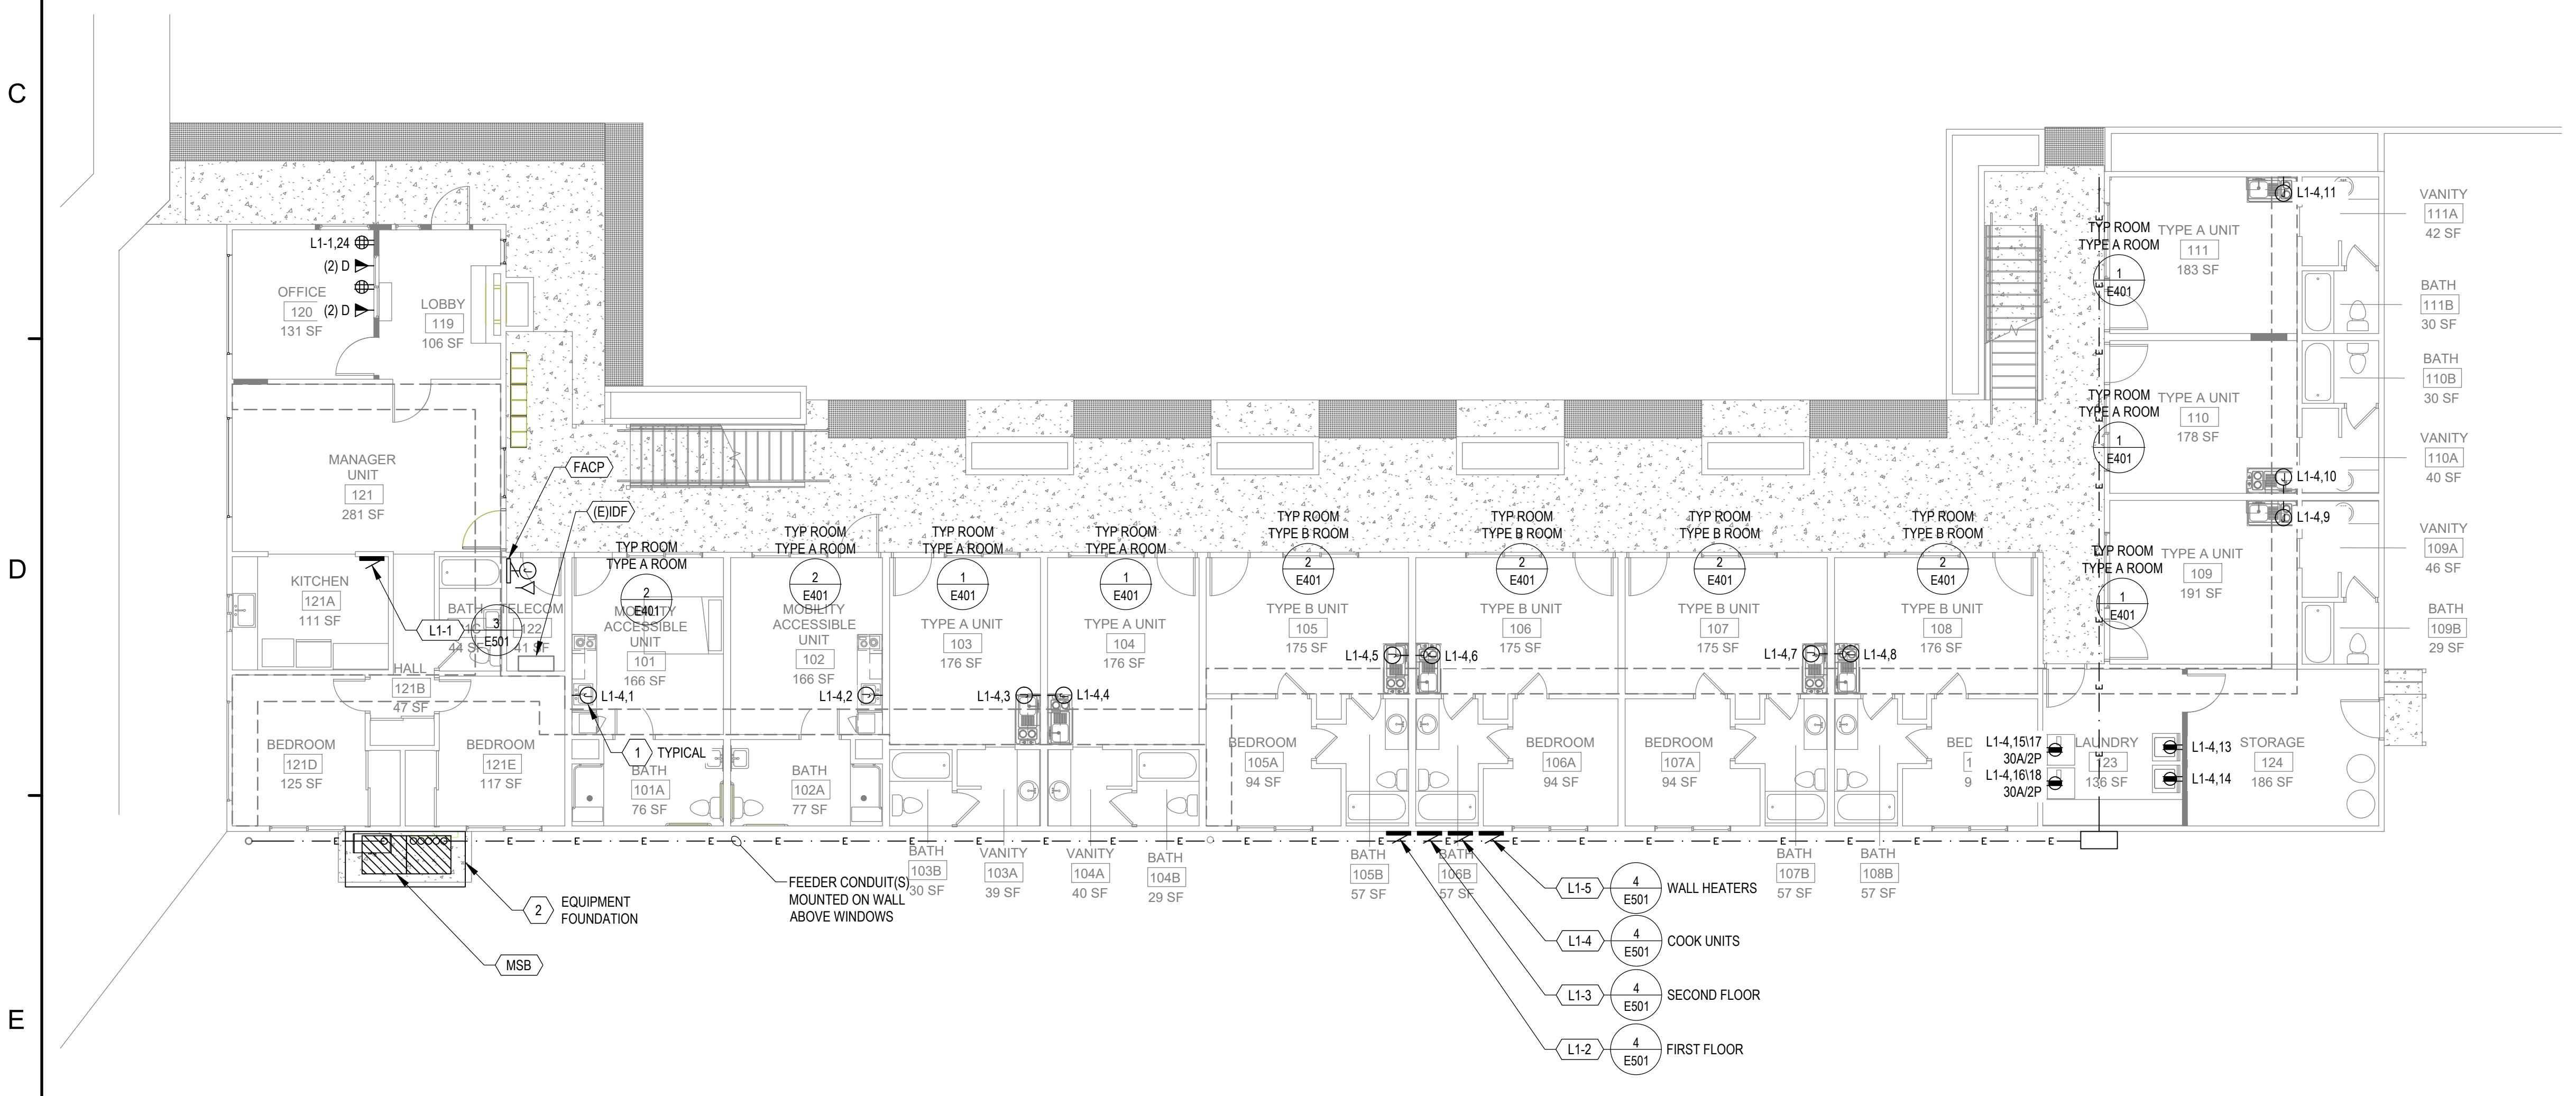 C
D
E
L1-1,24
(2) D
(2) D
OFFICE
120
131 SF
LOBBY
119
106 SF
MANAGER
UNIT
121
281 SF
FACP
(E)IDF
KITCHEN
121A
111 SF
L1-1
BATH
44 SF
3
E501
TELECOM
122
41 SF
HALL
121B
47 SF
BEDROOM
121D
125 SF
BEDROOM
121E
117 SF
TYP ROOM
TYPE A ROOM
2
E401
MOBILITY
ACCESSIBLE
UNIT
101
166 SF
L1-4,1
1
TYPICAL
BATH
101A
76 SF
TYP ROOM
TYPE A ROOM
2
E401
MOBILITY
ACCESSIBLE
UNIT
102
166 SF
L1-4,2
BATH
102A
77 SF
TYP ROOM
TYPE A ROOM
1
E401
TYPE A UNIT
103
176 SF
L1-4,3
TYP ROOM
TYPE A ROOM
1
E401
TYPE A UNIT
104
176 SF
L1-4,4
TYP ROOM
TYPE B ROOM
2
E401
TYPE B UNIT
105
175 SF
L1-4,5
TYP ROOM
TYPE B ROOM
2
E401
TYPE B UNIT
106
175 SF
L1-4,6
TYP ROOM
TYPE B ROOM
2
E401
TYPE B UNIT
107
175 SF
L1-4,7
TYP ROOM
TYPE B ROOM
2
E401
TYPE B UNIT
108
176 SF
L1-4,8
BEDROOM
105A
94 SF
BEDROOM
106A
94 SF
BEDROOM
107A
94 SF
L1-4,15\17
30A/2P
L1-4,16\18
30A/2P
LAUNDRY
123
136 SF
L1-4,13
L1-4,14
STORAGE
124
186 SF
L1-4,11
TYP ROOM
TYPE A ROOM
1
E401
TYPE A UNIT
111
183 SF
VANITY
111A
42 SF
BATH
111B
30 SF
TYP ROOM
TYPE A ROOM
1
E401
TYPE A UNIT
110
178 SF
BATH
110B
30 SF
VANITY
110A
40 SF
L1-4,10
L1-4,9
TYP ROOM
TYPE A ROOM
1
E401
TYPE A UNIT
109
191 SF
VANITY
109A
46 SF
BATH
109B
29 SF
BATH
103B
30 SF
VANITY
103A
39 SF
VANITY
104A
40 SF
BATH
104B
29 SF
BATH
105B
57 SF
BATH
106B
57 SF
BATH
107B
57 SF
BATH
108B
57 SF
FEEDER CONDUIT(S)
MOUNTED ON WALL
ABOVE WINDOWS
2
EQUIPMENT
FOUNDATION
MSB
L1-5
4
E501
WALL HEATERS
L1-4
4
E501
COOK UNITS
L1-3
4
E501
SECOND FLOOR
L1-2
4
E501
FIRST FLOOR